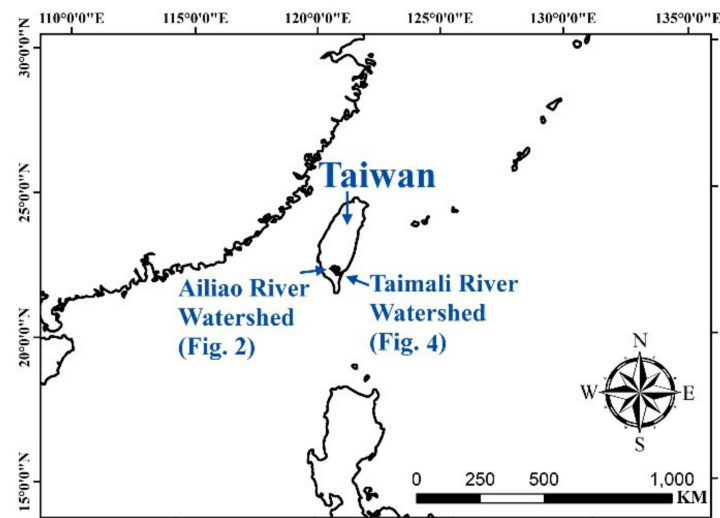 110°0'0"E 115°0'0"E 120°0'0"E 125°0'0"E 130°0'0"E 135°0'0"E
30°0'0"N
25°0'0"N
20°0'0"N
15°0'0"N
Taiwan
Ailiao River
Watershed
(Fig. 2)
Taimali River
Watershed
(Fig. 4)
N
W E
S
0 250 500 1,000
KM